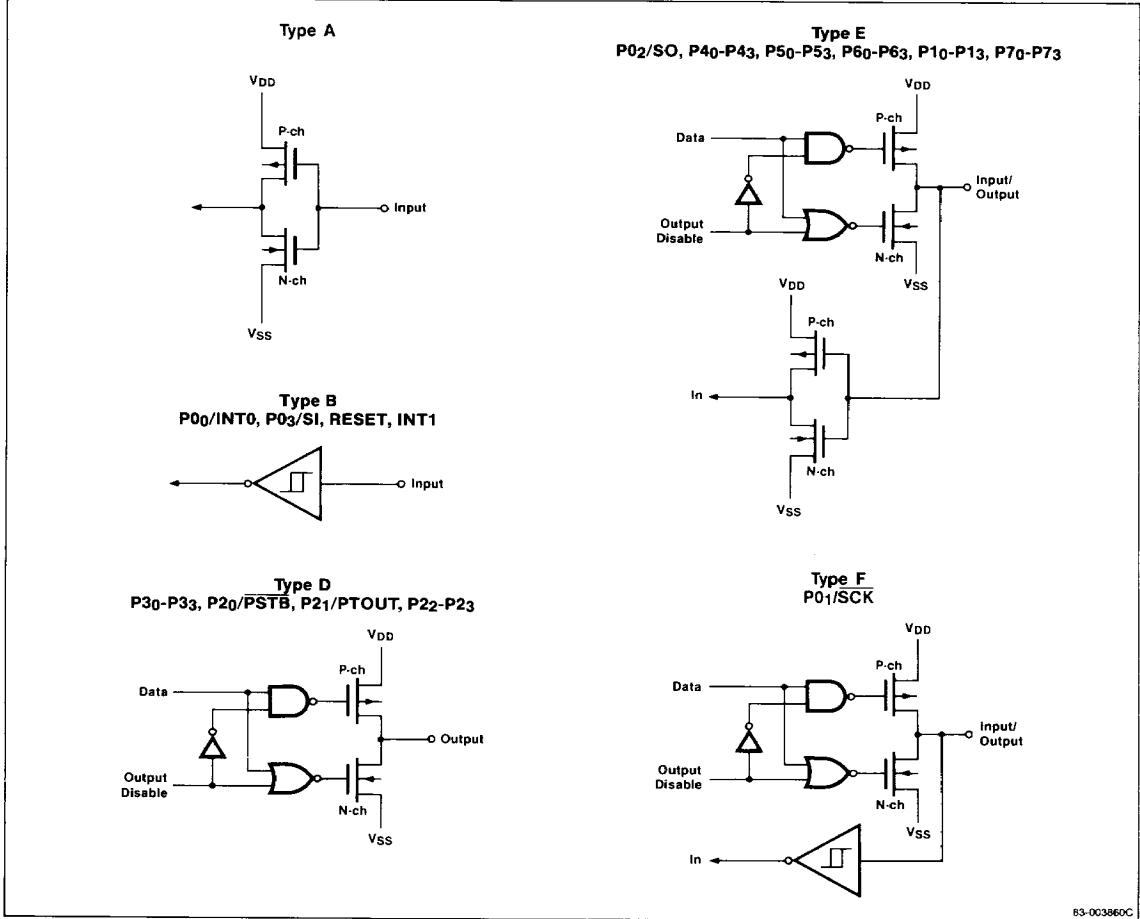 Type A
VDD
P-ch
Input
N-ch
VSS
Type B
P00/INT0, P03/SI, RESET, INT1
Input
Type D
P30-P33, P20/PSTB, P21/PTOUT, P22-P23
VDD
P-ch
Data
Output
Output
Disable
N-ch
VSS
Type E
P02/SO, P40-P43, P50-P53, P60-P63, P10-P13, P70-P73
VDD
P-ch
Data
Input/
Output
Output
Disable
N-ch
VSS
VDD
P-ch
In
N-ch
VSS
Type F
P01/SCK
VDD
P-ch
Data
Input/
Output
Output
Disable
N-ch
VSS
In
83-003860C